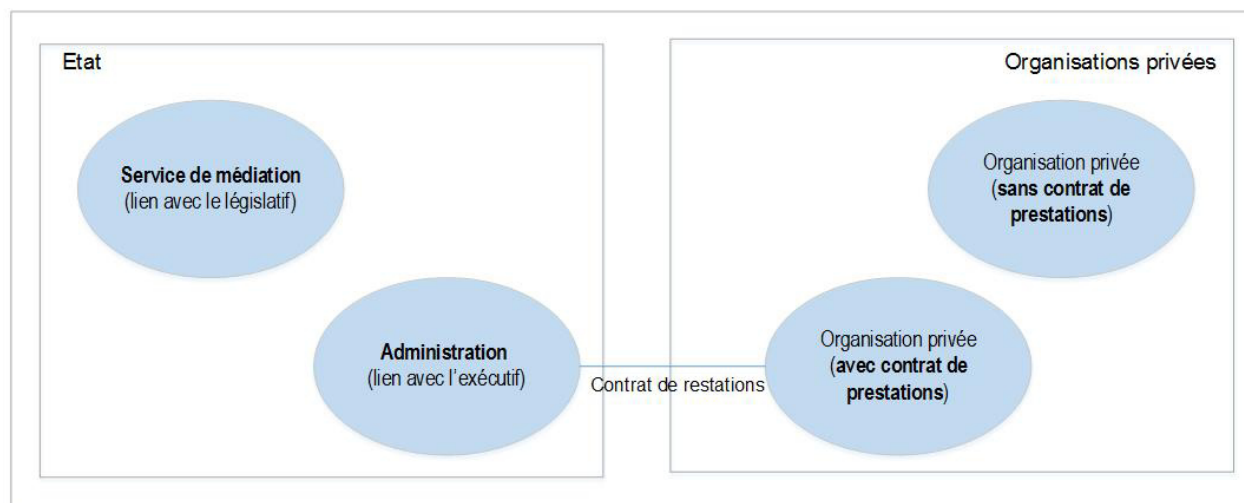 Etat
Organisations privées
Service de médiation
(lien avec le législatif)
Organisation privée
(sans contrat de
prestations)
Administration
(lien avec l'exécutif)
Contrat de restations
Organisation privée
(avec contrat de
prestations)